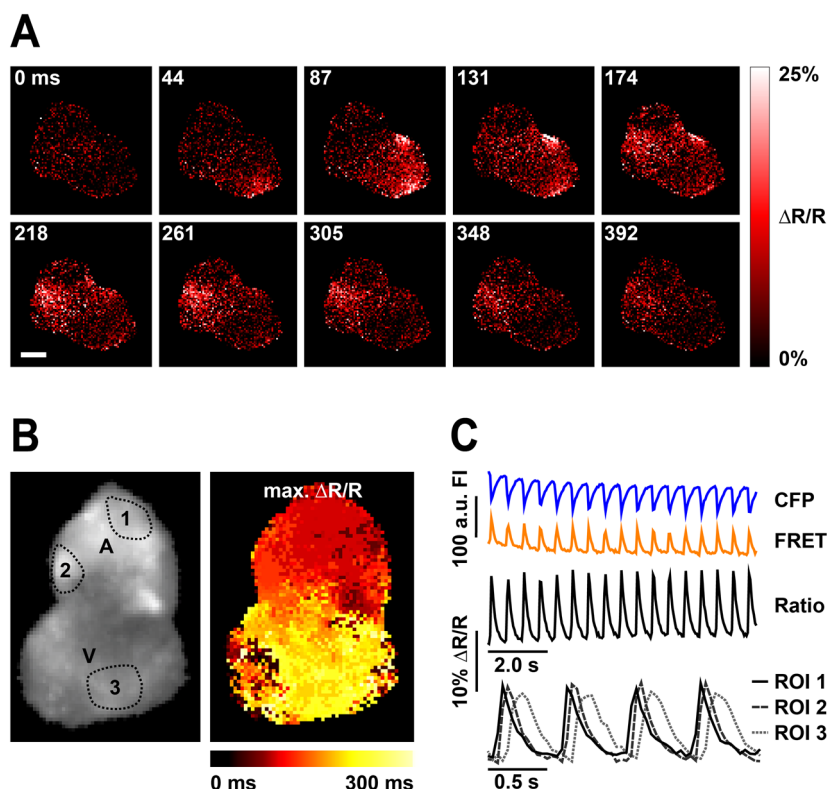 A
0 ms 44 87 131 174
25%
ΔR/R
218 261 305 348 392
0%
B
max. ΔR/R
1
A
2
V
3
0 ms 300 ms
C
100 a.u. FI
CFP
FRET
Ratio
10% ΔR/R
2.0 s
ROI 1
ROI 2
ROI 3
0.5 s